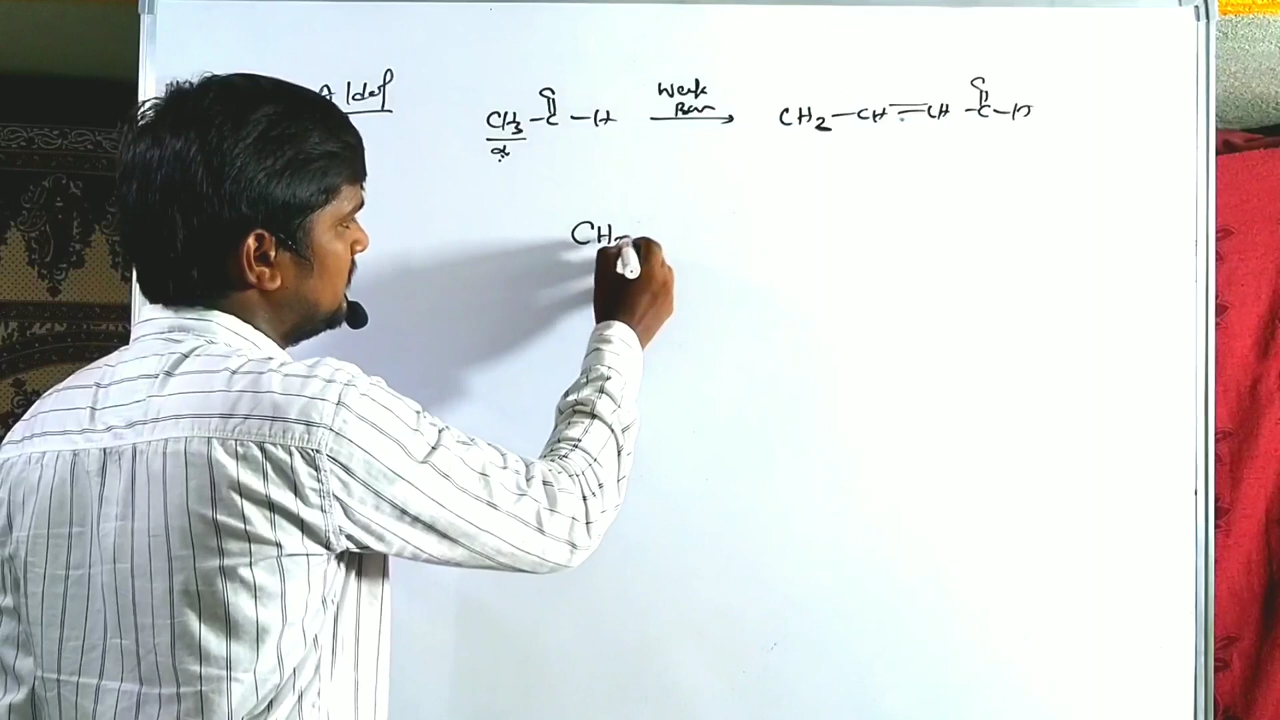 Aldol
O O
CH3 – C – H Weak Base → CH2 – CH = CH – C – H
α
CH